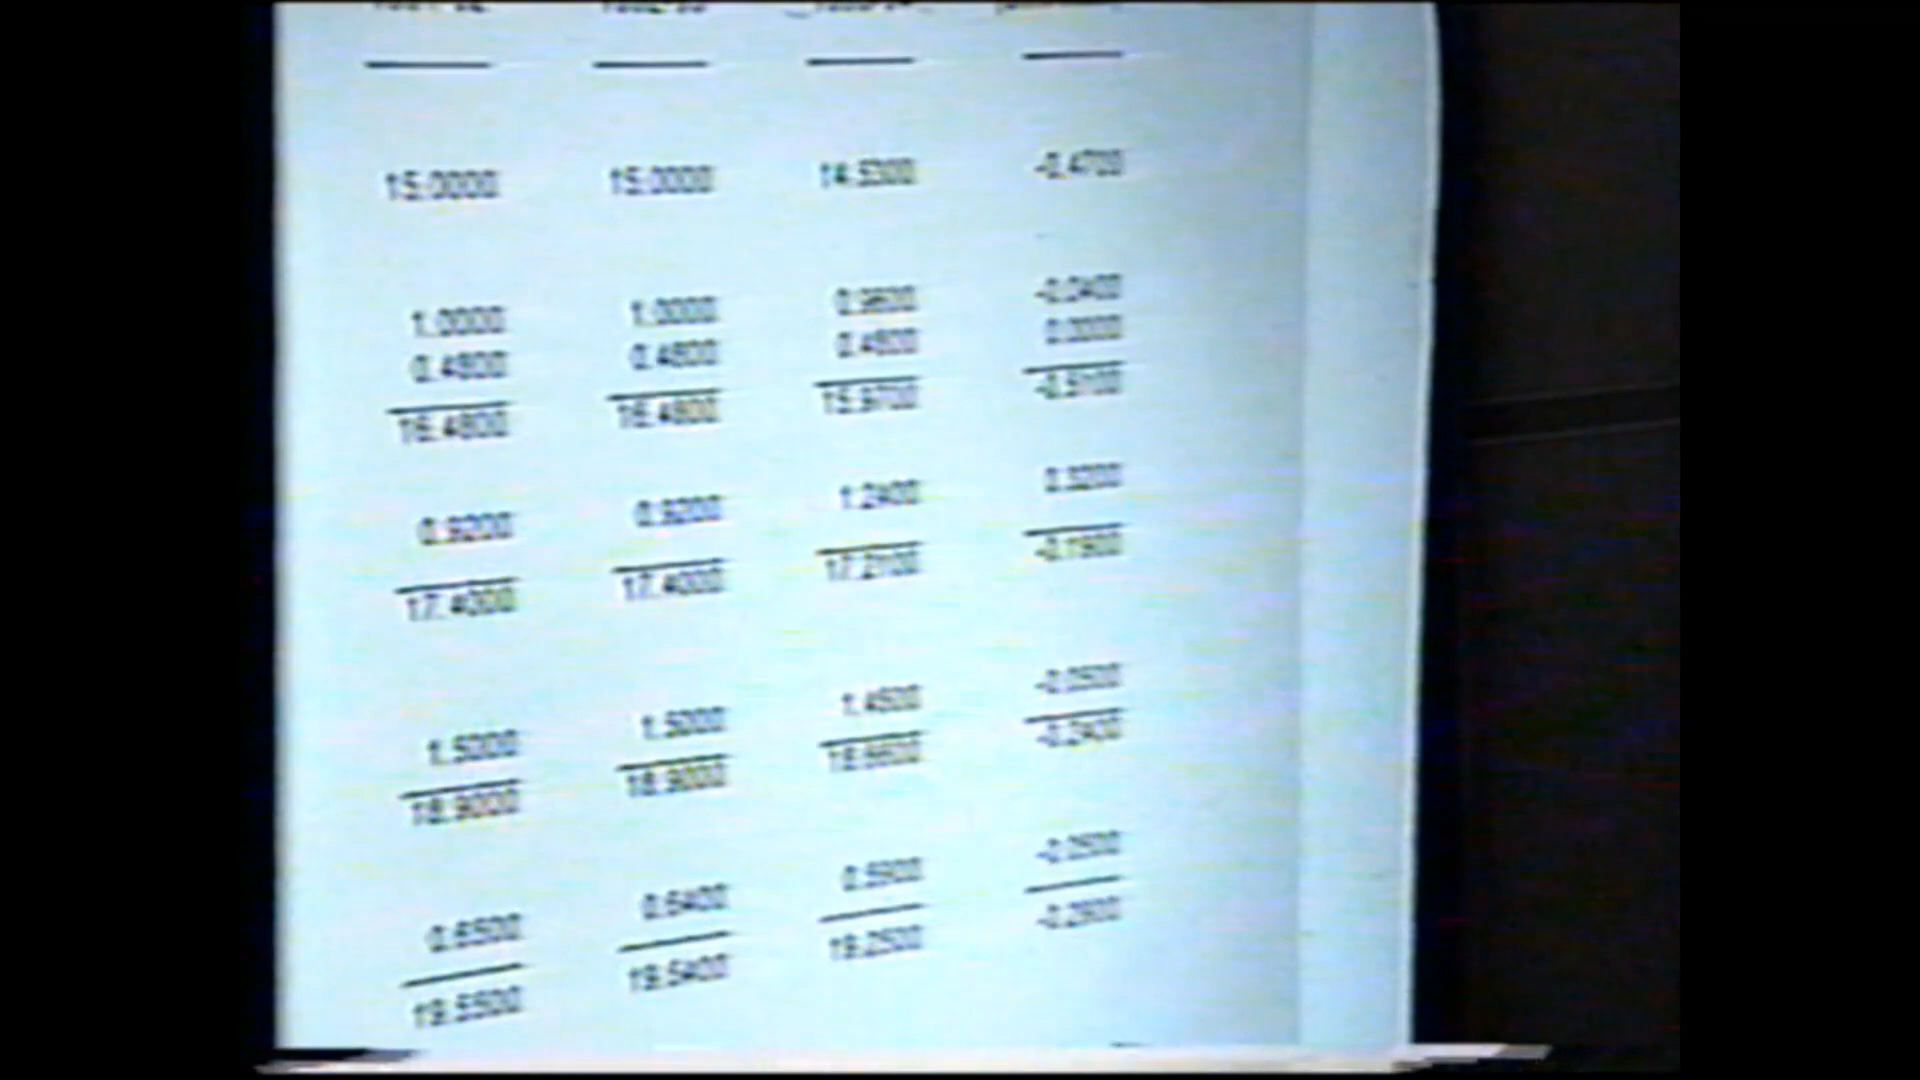 15.0000 15.0000 14.5300 -0.4700
1.0000 1.0000 0.9600 -0.0400
0.4800 0.4800 0.4800 0.0000
16.4800 16.4800 15.9700 -0.5100
0.9200 0.9200 1.2400 0.3200
17.4000 17.4000 17.2100 -0.1900
1.5000 1.5000 1.4500 -0.0500
18.9000 18.9000 18.6600 -0.2400
0.6500 0.6400 0.5900 -0.0500
19.5500 19.5400 19.2500 -0.2900